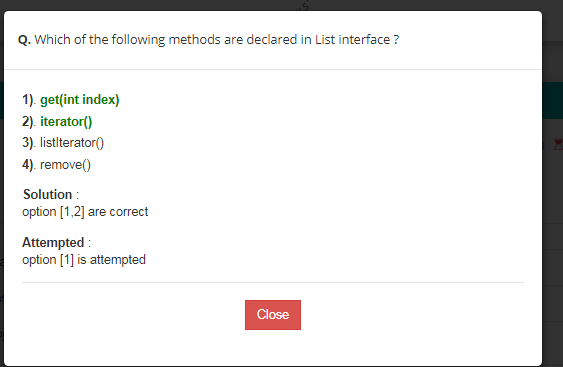 Q. Which of the following methods are declared in List interface ?
1). get(int index)
2). iterator()
3). listIterator()
4). remove()
Solution :
option [1,2] are correct
Attempted :
option [1] is attempted
Close